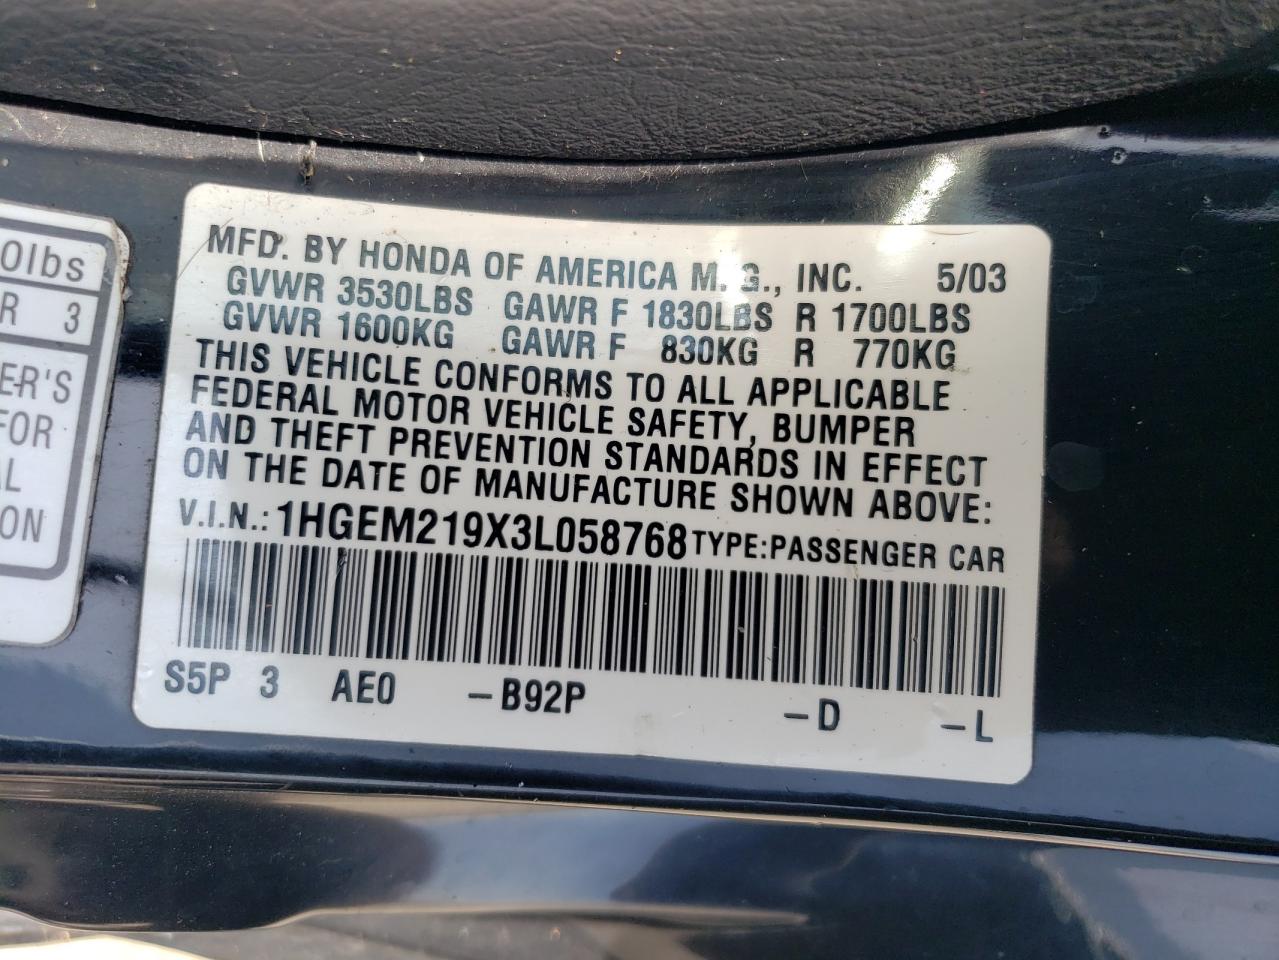 0lbs
R 3
ER'S
FOR
AL
ION
MFD. BY HONDA OF AMERICA M.G., INC. 5/03
GVWR 3530LBS GAWR F 1830LBS R 1700LBS
GVWR 1600KG GAWR F 830KG R 770KG
THIS VEHICLE CONFORMS TO ALL APPLICABLE
FEDERAL MOTOR VEHICLE SAFETY, BUMPER
AND THEFT PREVENTION STANDARDS IN EFFECT
ON THE DATE OF MANUFACTURE SHOWN ABOVE:
V.I.N.: 1HGEM219X3L058768 TYPE:PASSENGER CAR
S5P 3 AE0 -B92P -D -L